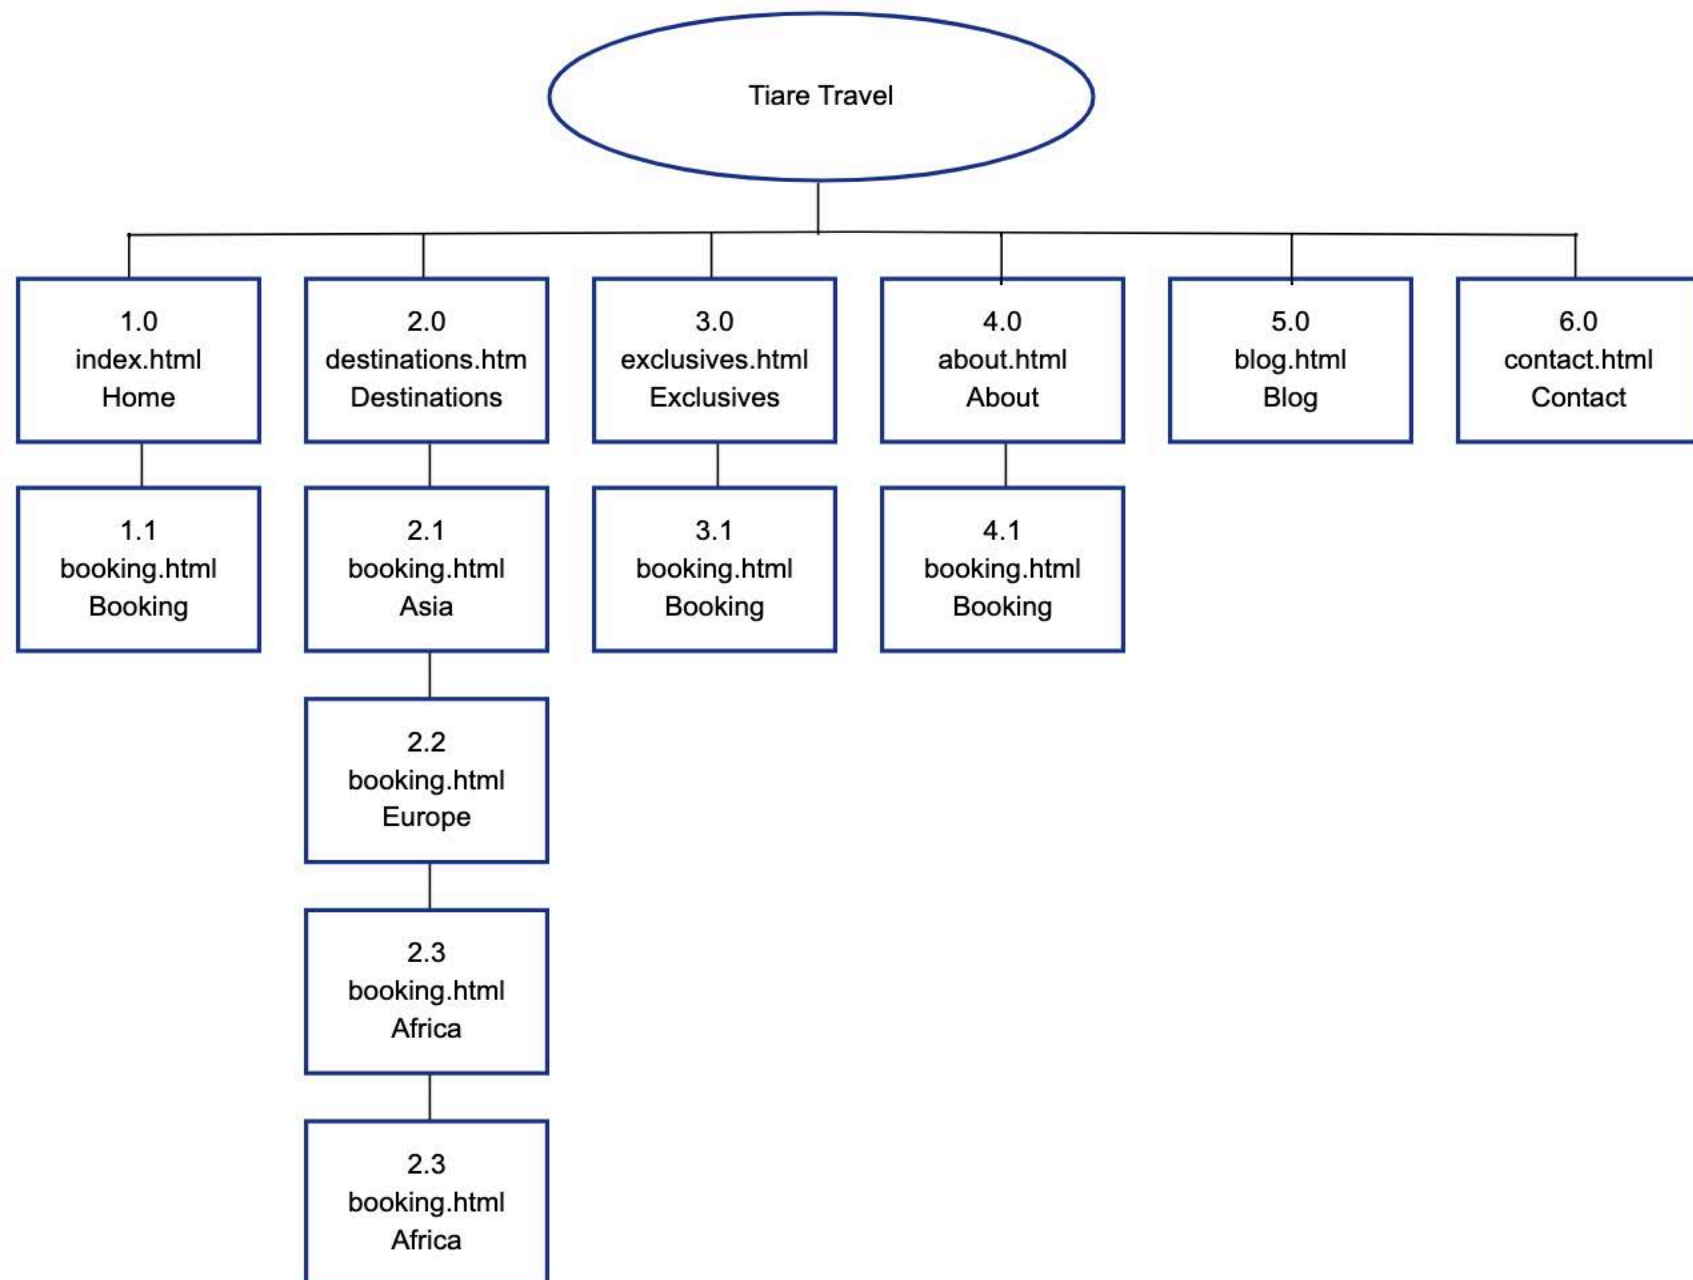 Tiare Travel
1.0
index.html
Home
2.0
destinations.htm
Destinations
3.0
exclusives.html
Exclusives
4.0
about.html
About
5.0
blog.html
Blog
6.0
contact.html
Contact
1.1
booking.html
Booking
2.1
booking.html
Asia
3.1
booking.html
Booking
4.1
booking.html
Booking
2.2
booking.html
Europe
2.3
booking.html
Africa
2.3
booking.html
Africa